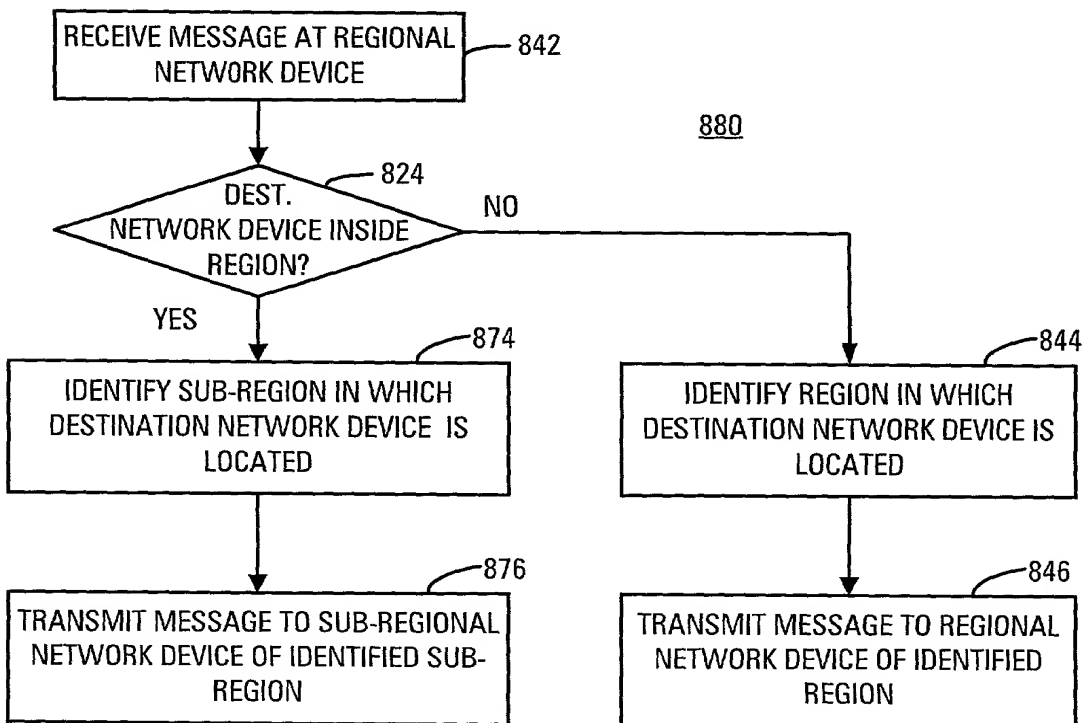 RECEIVE MESSAGE AT REGIONAL
NETWORK DEVICE
842
880
824
DEST.
NETWORK DEVICE INSIDE
REGION?
NO
YES
874
IDENTIFY SUB-REGION IN WHICH
DESTINATION NETWORK DEVICE IS
LOCATED
844
IDENTIFY REGION IN WHICH
DESTINATION NETWORK DEVICE IS
LOCATED
876
TRANSMIT MESSAGE TO SUB-REGIONAL
NETWORK DEVICE OF IDENTIFIED SUB-
REGION
846
TRANSMIT MESSAGE TO REGIONAL
NETWORK DEVICE OF IDENTIFIED
REGION